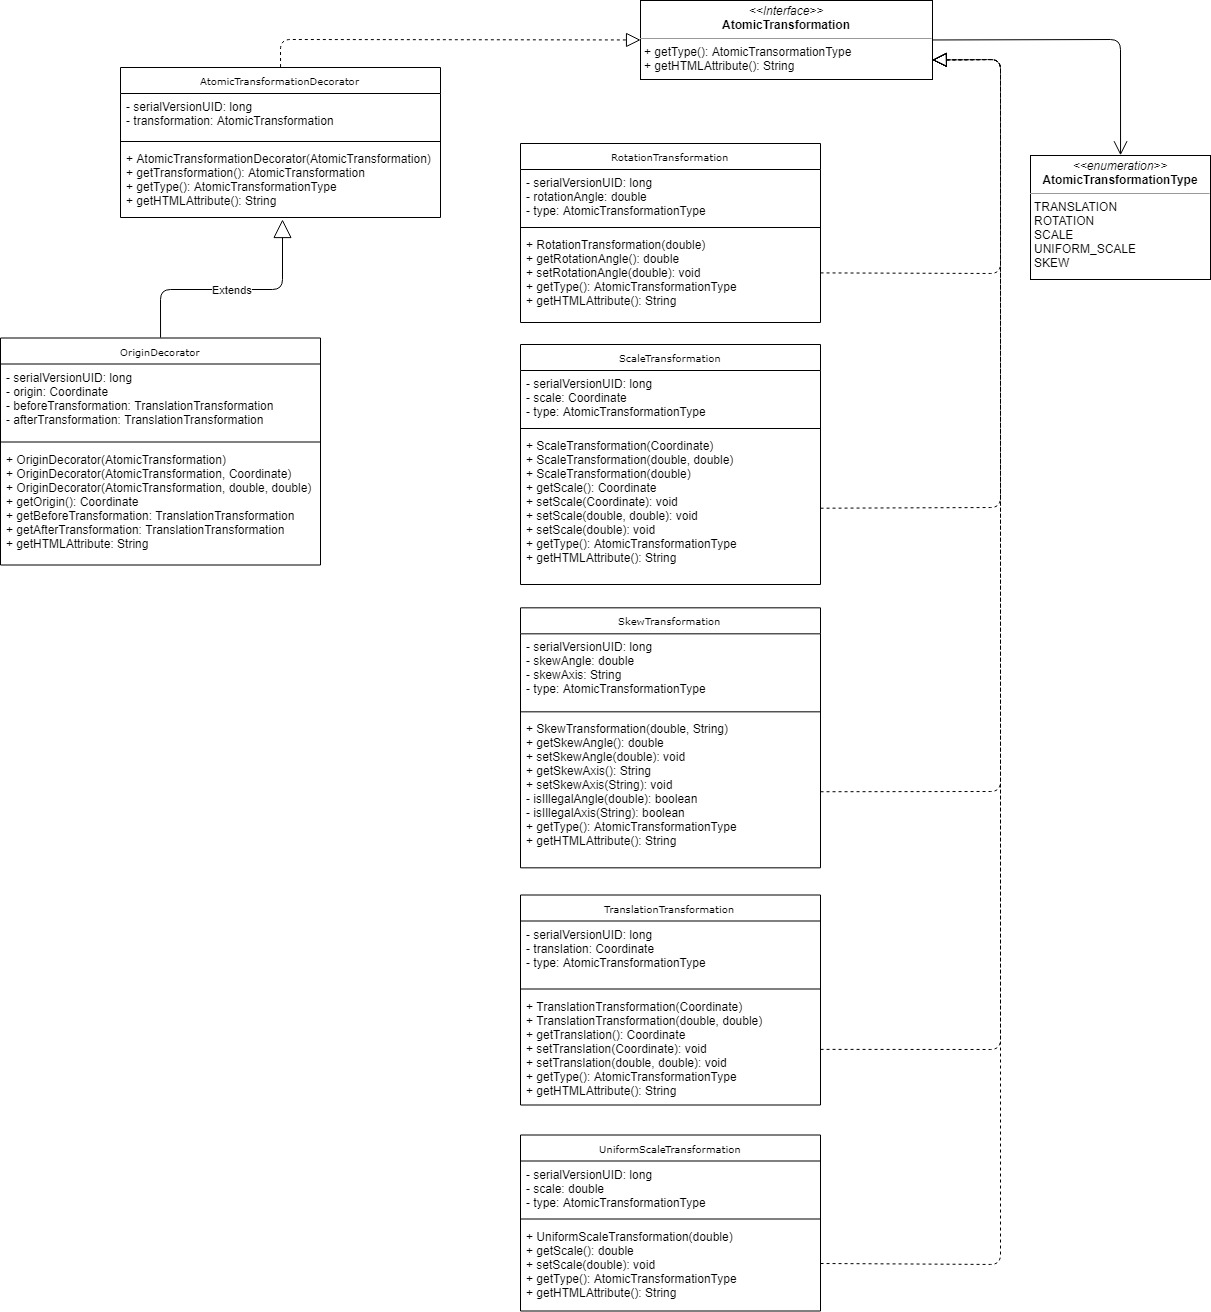 <<Interface>>
AtomicTransformation
+ getType(): AtomicTransormationType
+ getHTMLAttribute(): String
AtomicTransformationDecorator
- serialVersionUID: long
- transformation: AtomicTransformation
+ AtomicTransformationDecorator(AtomicTransformation)
+ getTransformation(): AtomicTransformation
+ getType(): AtomicTransformationType
+ getHTMLAttribute(): String
<<enumeration>>
AtomicTransformationType
TRANSLATION
ROTATION
SCALE
UNIFORM_SCALE
SKEW
Extends
OriginDecorator
- serialVersionUID: long
- origin: Coordinate
- beforeTransformation: TranslationTransformation
- afterTransformation: TranslationTransformation
+ OriginDecorator(AtomicTransformation)
+ OriginDecorator(AtomicTransformation, Coordinate)
+ OriginDecorator(AtomicTransformation, double, double)
+ getOrigin(): Coordinate
+ getBeforeTransformation: TranslationTransformation
+ getAfterTransformation: TranslationTransformation
+ getHTMLAttribute: String
RotationTransformation
- serialVersionUID: long
- rotationAngle: double
- type: AtomicTransformationType
+ RotationTransformation(double)
+ getRotationAngle(): double
+ setRotationAngle(double): void
+ getType(): AtomicTransformationType
+ getHTMLAttribute(): String
ScaleTransformation
- serialVersionUID: long
- scale: Coordinate
- type: AtomicTransformationType
+ ScaleTransformation(Coordinate)
+ ScaleTransformation(double, double)
+ ScaleTransformation(double)
+ getScale(): Coordinate
+ setScale(Coordinate): void
+ setScale(double, double): void
+ setScale(double): void
+ getType(): AtomicTransformationType
+ getHTMLAttribute(): String
SkewTransformation
- serialVersionUID: long
- skewAngle: double
- skewAxis: String
- type: AtomicTransformationType
+ SkewTransformation(double, String)
+ getSkewAngle(): double
+ setSkewAngle(double): void
+ getSkewAxis(): String
+ setSkewAxis(String): void
- isIllegalAngle(double): boolean
- isIllegalAxis(String): boolean
+ getType(): AtomicTransformationType
+ getHTMLAttribute(): String
TranslationTransformation
- serialVersionUID: long
- translation: Coordinate
- type: AtomicTransformationType
+ TranslationTransformation(Coordinate)
+ TranslationTransformation(double, double)
+ getTranslation(): Coordinate
+ setTranslation(Coordinate): void
+ setTranslation(double, double): void
+ getType(): AtomicTransformationType
+ getHTMLAttribute(): String
UniformScaleTransformation
- serialVersionUID: long
- scale: double
- type: AtomicTransformationType
+ UniformScaleTransformation(double)
+ getScale(): double
+ setScale(double): void
+ getType(): AtomicTransformationType
+ getHTMLAttribute(): String